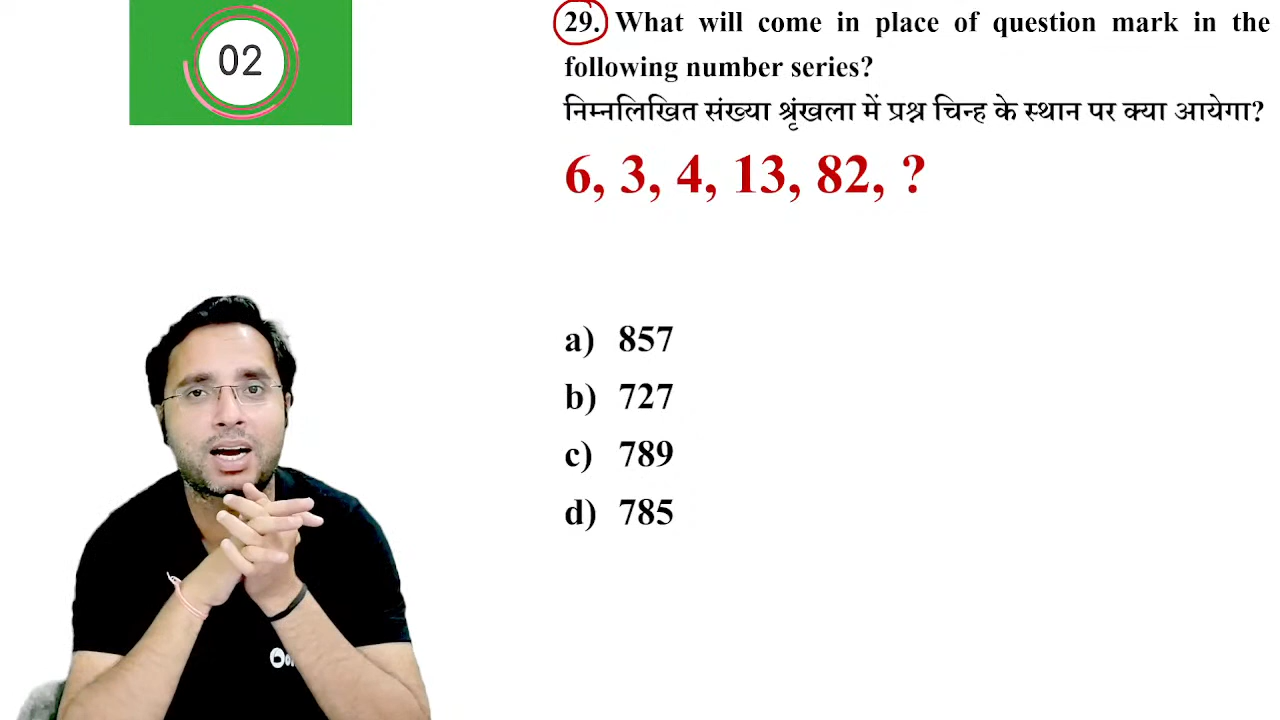 02
29. What will come in place of question mark in the
following number series?
निम्नलिखित संख्या श्रृंखला में प्रश्न चिन्ह के स्थान पर क्या आयेगा?
6, 3, 4, 13, 82, ?
a) 857
b) 727
c) 789
d) 785